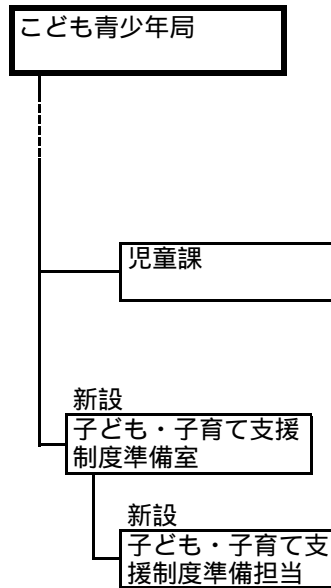 こども青少年局
児童課
新設
子ども・子育て支援
制度準備室
新設
子ども・子育て支
援制度準備担当